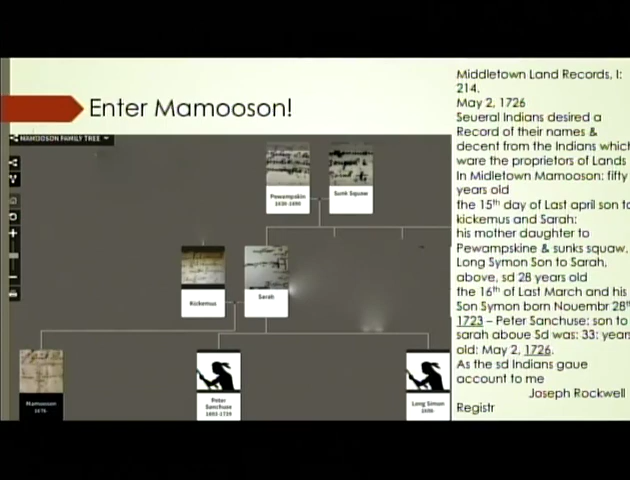 Enter Mamooson!
MAMOOSON FAMILY TREE
Pewampskin
Sunk Squaw
Kickemus
Sarah
Mamooson
1676
Peter
Sanchuse
Long Simon
Middletown Land Records, I:
214.
May 2, 1726
Seueral Indians desired a
Record of their names &
decent from the Indians which
ware the proprietors of Lands
In Midletown Mamooson: fifty
years old
the 15th day of Last april son to
kickemus and Sarah:
his mother daughter to
Pewampskine & sunks squaw,
Long Symon Son to Sarah,
above, sd 28 years old
the 16th of Last March and his
Son Symon born Nouembr 28th
1723 – Peter Sanchuse: son to
sarah aboue Sd was: 33: years
old: May 2, 1726.
As the sd Indians gaue
account to me
Joseph Rockwell
Registr